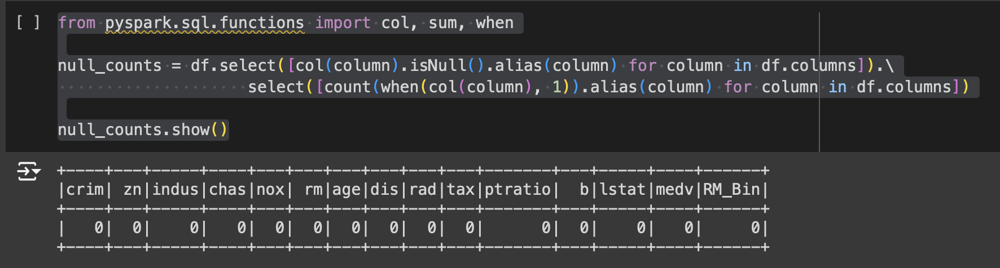 [ ] from pyspark.sql.functions import col, sum, when
null_counts = df.select([col(column).isNull().alias(column) for column in df.columns]).\
select([count(when(col(column), 1)).alias(column) for column in df.columns])
null_counts.show()
+----+---+-----+----+---+---+---+---+---+---+-------+---+-----+----+------+
|crim| zn|indus|chas|nox| rm|age|dis|rad|tax|ptratio|  b|lstat|medv|RM_Bin|
+----+---+-----+----+---+---+---+---+---+---+-------+---+-----+----+------+
|   0|  0|    0|   0|  0|  0|  0|  0|  0|  0|      0|  0|    0|   0|     0|
+----+---+-----+----+---+---+---+---+---+---+-------+---+-----+----+------+